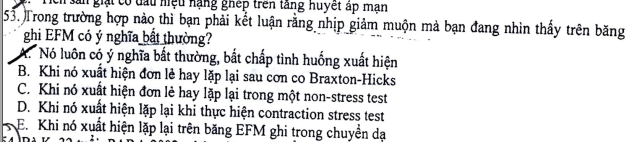 sản giật có dấu hiệu nặng ghép trên tăng huyết áp mạn
53. Trong trường hợp nào thì bạn phải kết luận rằng nhịp giảm muộn mà bạn đang nhìn thấy trên băng
ghi EFM có ý nghĩa bất thường?
A. Nó luôn có ý nghĩa bất thường, bất chấp tình huống xuất hiện
B. Khi nó xuất hiện đơn lẻ hay lặp lại sau cơn co Braxton-Hicks
C. Khi nó xuất hiện đơn lẻ hay lặp lại trong một non-stress test
D. Khi nó xuất hiện lặp lại khi thực hiện contraction stress test
E. Khi nó xuất hiện lặp lại trên băng EFM ghi trong chuyển dạ